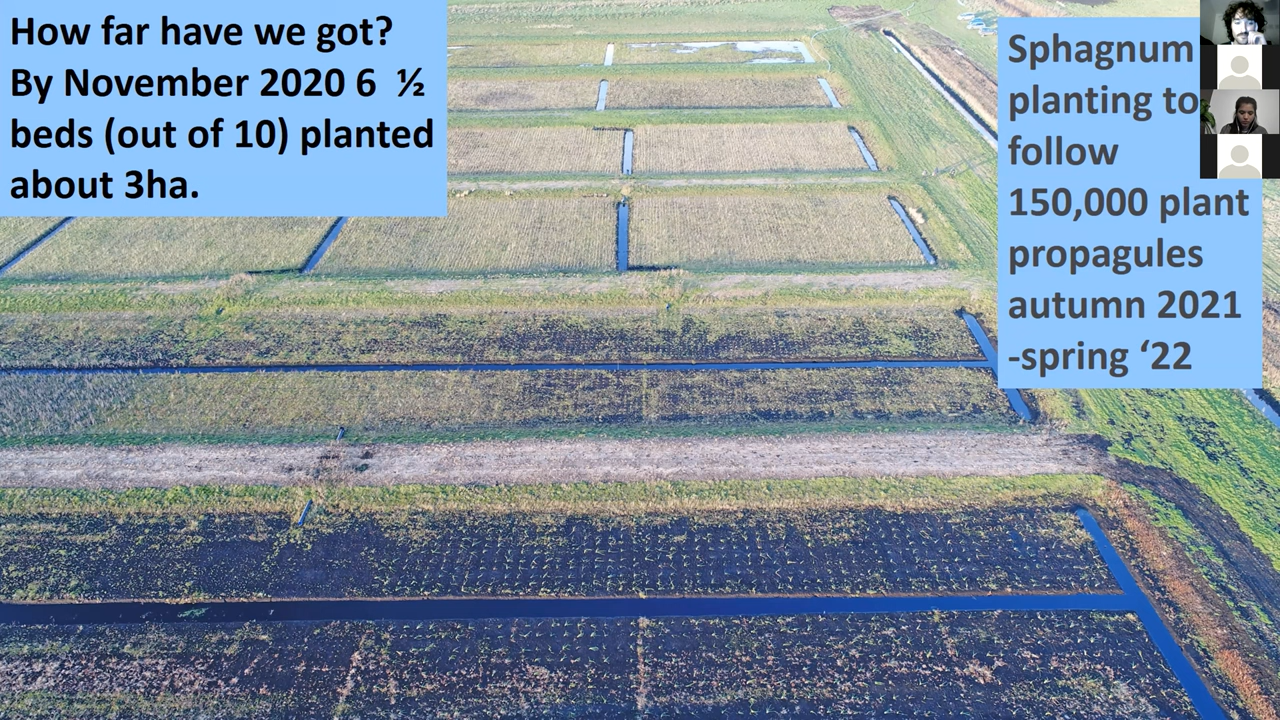 How far have we got?
By November 2020 6 ½
beds (out of 10) planted
about 3ha.
Sphagnum
planting to
follow
150,000 plant
propagules
autumn 2021
-spring ‘22